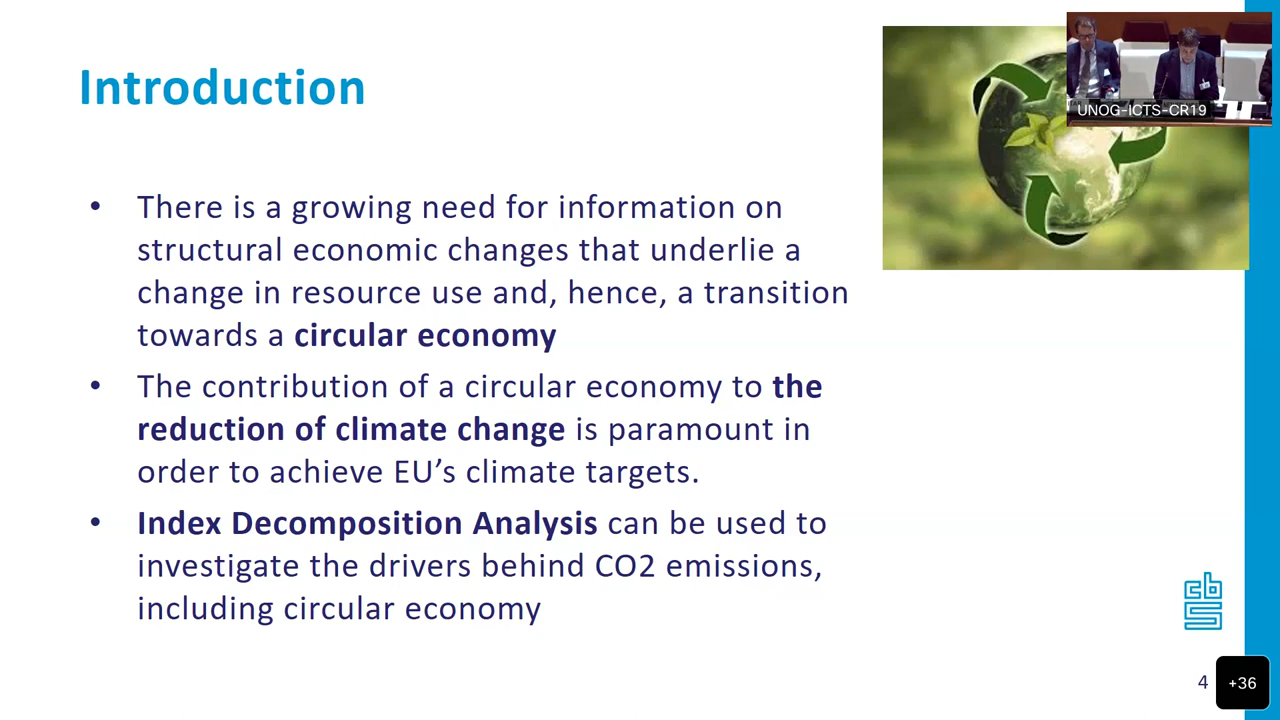 Introduction
UNOG-ICTS-CR19
• There is a growing need for information on
structural economic changes that underlie a
change in resource use and, hence, a transition
towards a circular economy
• The contribution of a circular economy to the
reduction of climate change is paramount in
order to achieve EU’s climate targets.
• Index Decomposition Analysis can be used to
investigate the drivers behind CO2 emissions,
including circular economy
cbs
4
+36